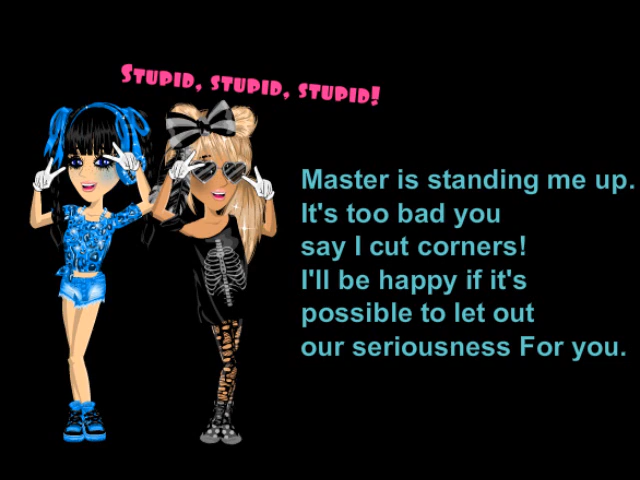 Stupid, stupid, stupid!
Master is standing me up.
It's too bad you
say I cut corners!
I'll be happy if it's
possible to let out
our seriousness For you.